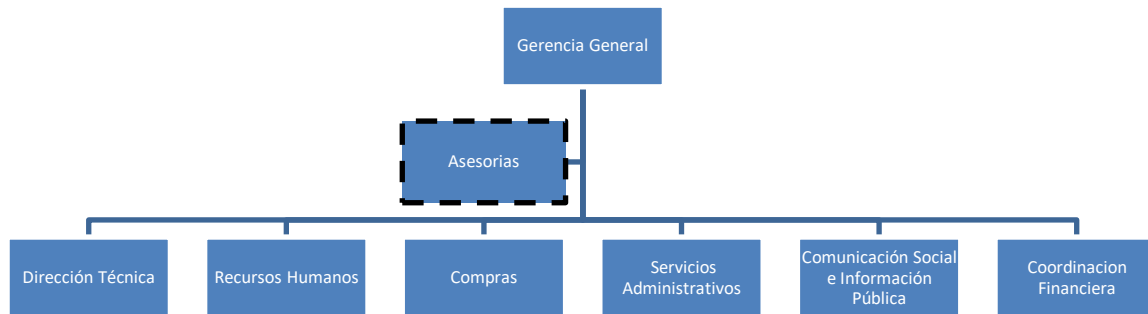 Gerencia General
Asesorias
Dirección Técnica
Recursos Humanos
Compras
Servicios
Administrativos
Comunicación Social
e Información
Pública
Coordinacion
Financiera